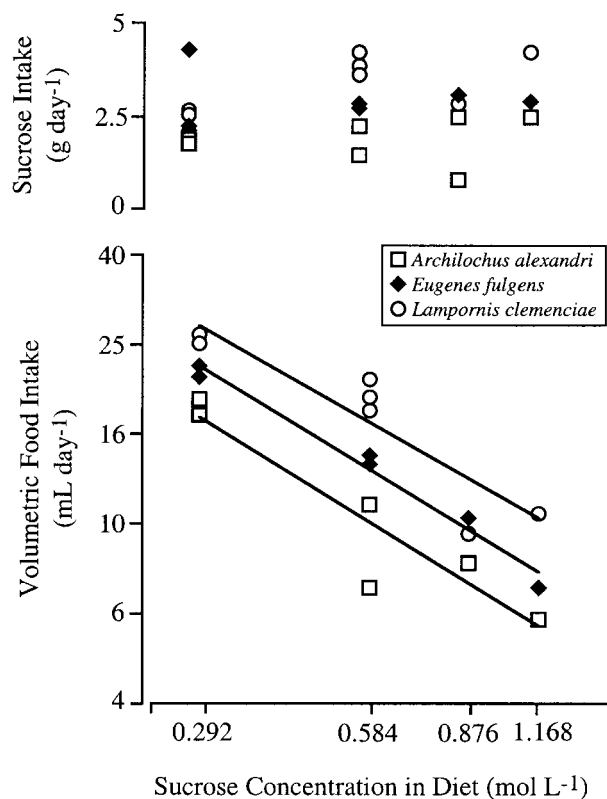 5
2.5
0
Sucrose Intake
(g day-1)
40
25
16
10
6
4
Volumetric Food Intake
(mL day-1)
Archilochus alexandri
Eugenes fulgens
Lampornis clemenciae
0.292 0.584 0.876 1.168
Sucrose Concentration in Diet (mol L-1)